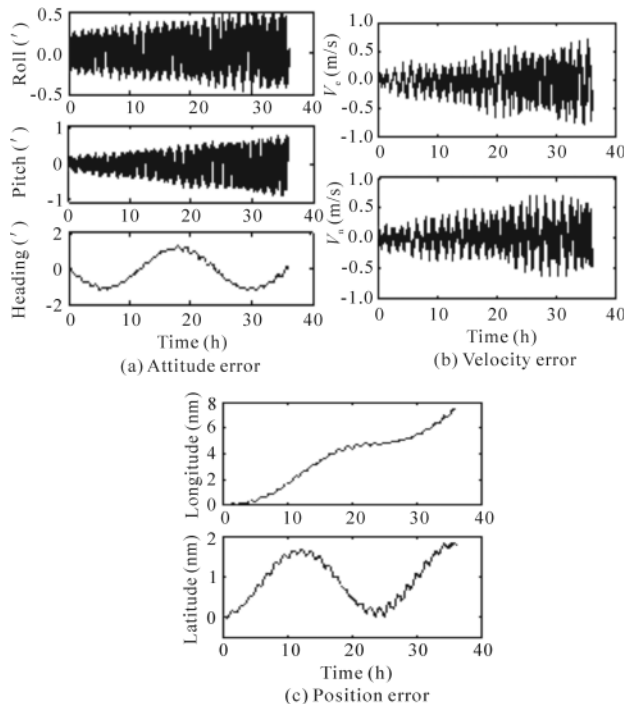 Roll (′)
0.5
0.0
-0.5
0 10 20 30 40
Pitch (′)
1
0
-1
0 10 20 30 40
Heading (′)
2
0
-2
0 10 20 30 40
Time (h)
(a) Attitude error
Ve (m/s)
1.0
0.5
0.0
-0.5
-1.0
0 10 20 30 40
Vn (m/s)
1.0
0.5
0.0
-0.5
-1.0
0 10 20 30 40
Time (h)
(b) Velocity error
Longitude (nm)
8
6
4
2
0
0 10 20 30 40
Latitude (nm)
2
1
0
0 10 20 30 40
Time (h)
(c) Position error